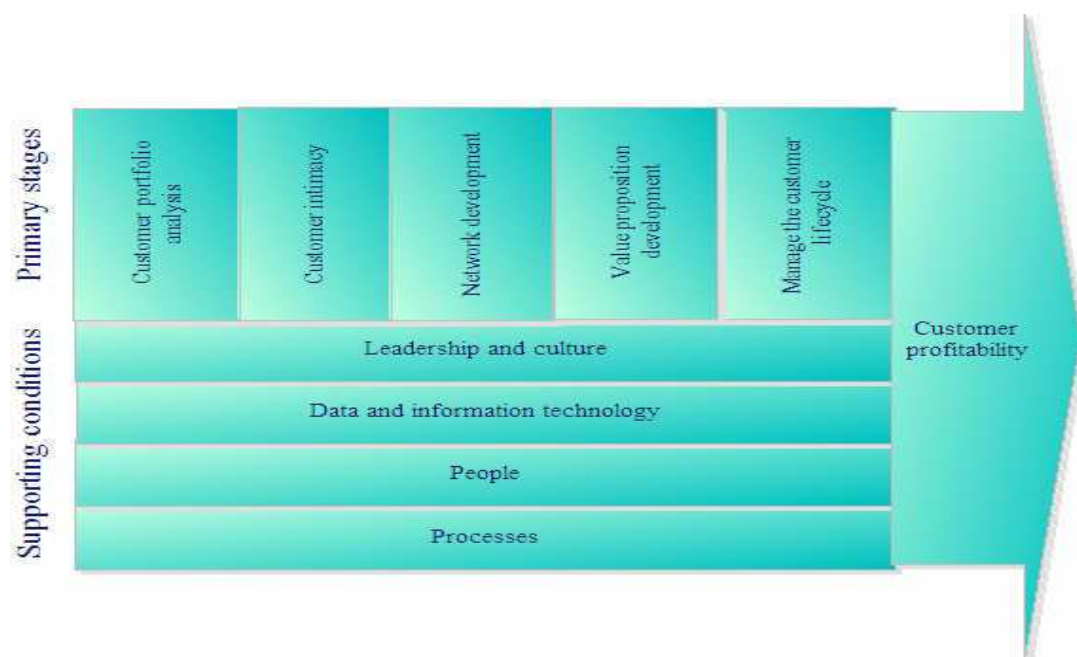 Primary stages
Customer portfolio
analysis
Customer intimacy
Network development
Value proposition
development
Manage the customer
lifecycle
Supporting conditions
Leadership and culture
Data and information technology
People
Processes
Customer
profitability